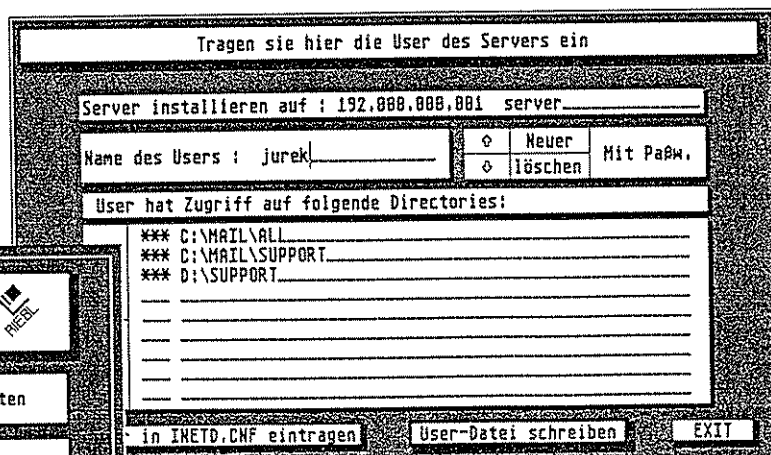 Tragen sie hier die User des Servers ein
Server installieren auf : 192.000.000.001 server
Name des Users : jurek
⇧ Neuer
⇩ löschen
Mit Paßw.
User hat Zugriff auf folgende Directories:
*** C:\MAIL\ALL
*** C:\MAIL\SUPPORT
*** D:\SUPPORT
RIEBL
ten
in INETD.CNF eintragen
User-Datei schreiben
EXIT